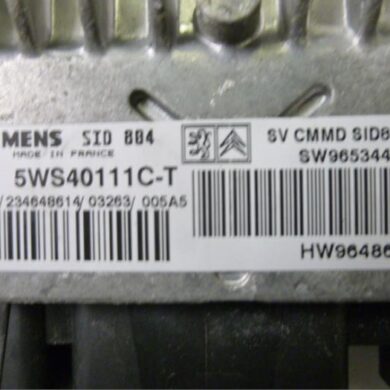 MENS SID 804
MADE IN FRANCE
5WS40111C-T
/234648614/ 03263/ 005A5
SV CMMD SID8
SW965344
HW96486